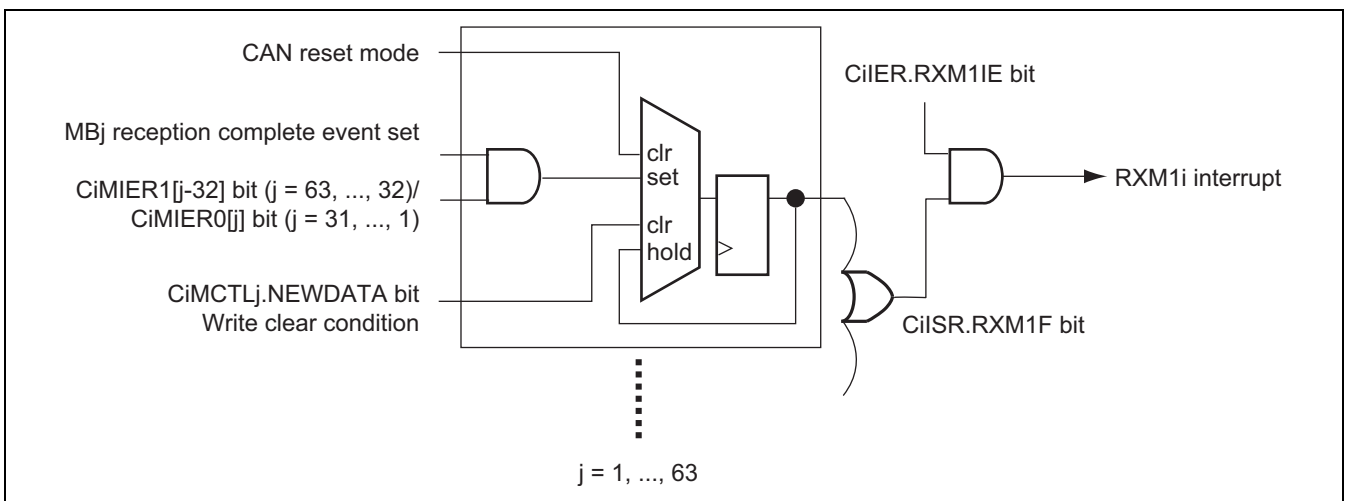 CAN reset mode
CiIER.RXM1IE bit
MBj reception complete event set
clr
set
RXM1i interrupt
CiMIER1[j-32] bit (j = 63, ..., 32)/
CiMIER0[j] bit (j = 31, ..., 1)
clr
hold
CiMCTLj.NEWDATA bit
Write clear condition
CiISR.RXM1F bit
j = 1, ..., 63